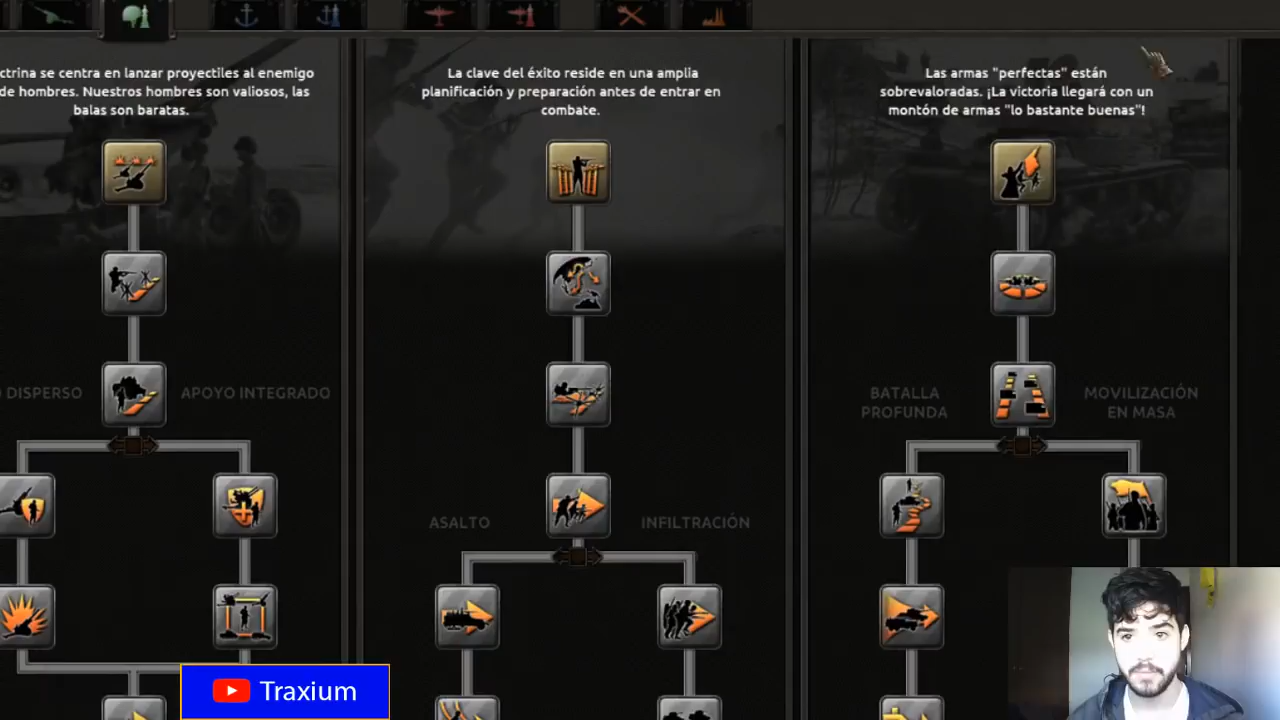 ctrina se centra en lanzar proyectiles al enemigo
de hombres. Nuestros hombres son valiosos, las
balas son baratas.
La clave del éxito reside en una amplia
planificación y preparación antes de entrar en
combate.
Las armas "perfectas" están
sobrevaloradas. ¡La victoria llegará con un
montón de armas "lo bastante buenas"!
O DISPERSO
APOYO INTEGRADO
BATALLA
PROFUNDA
MOVILIZACIÓN
EN MASA
ASALTO
INFILTRACIÓN
Traxium